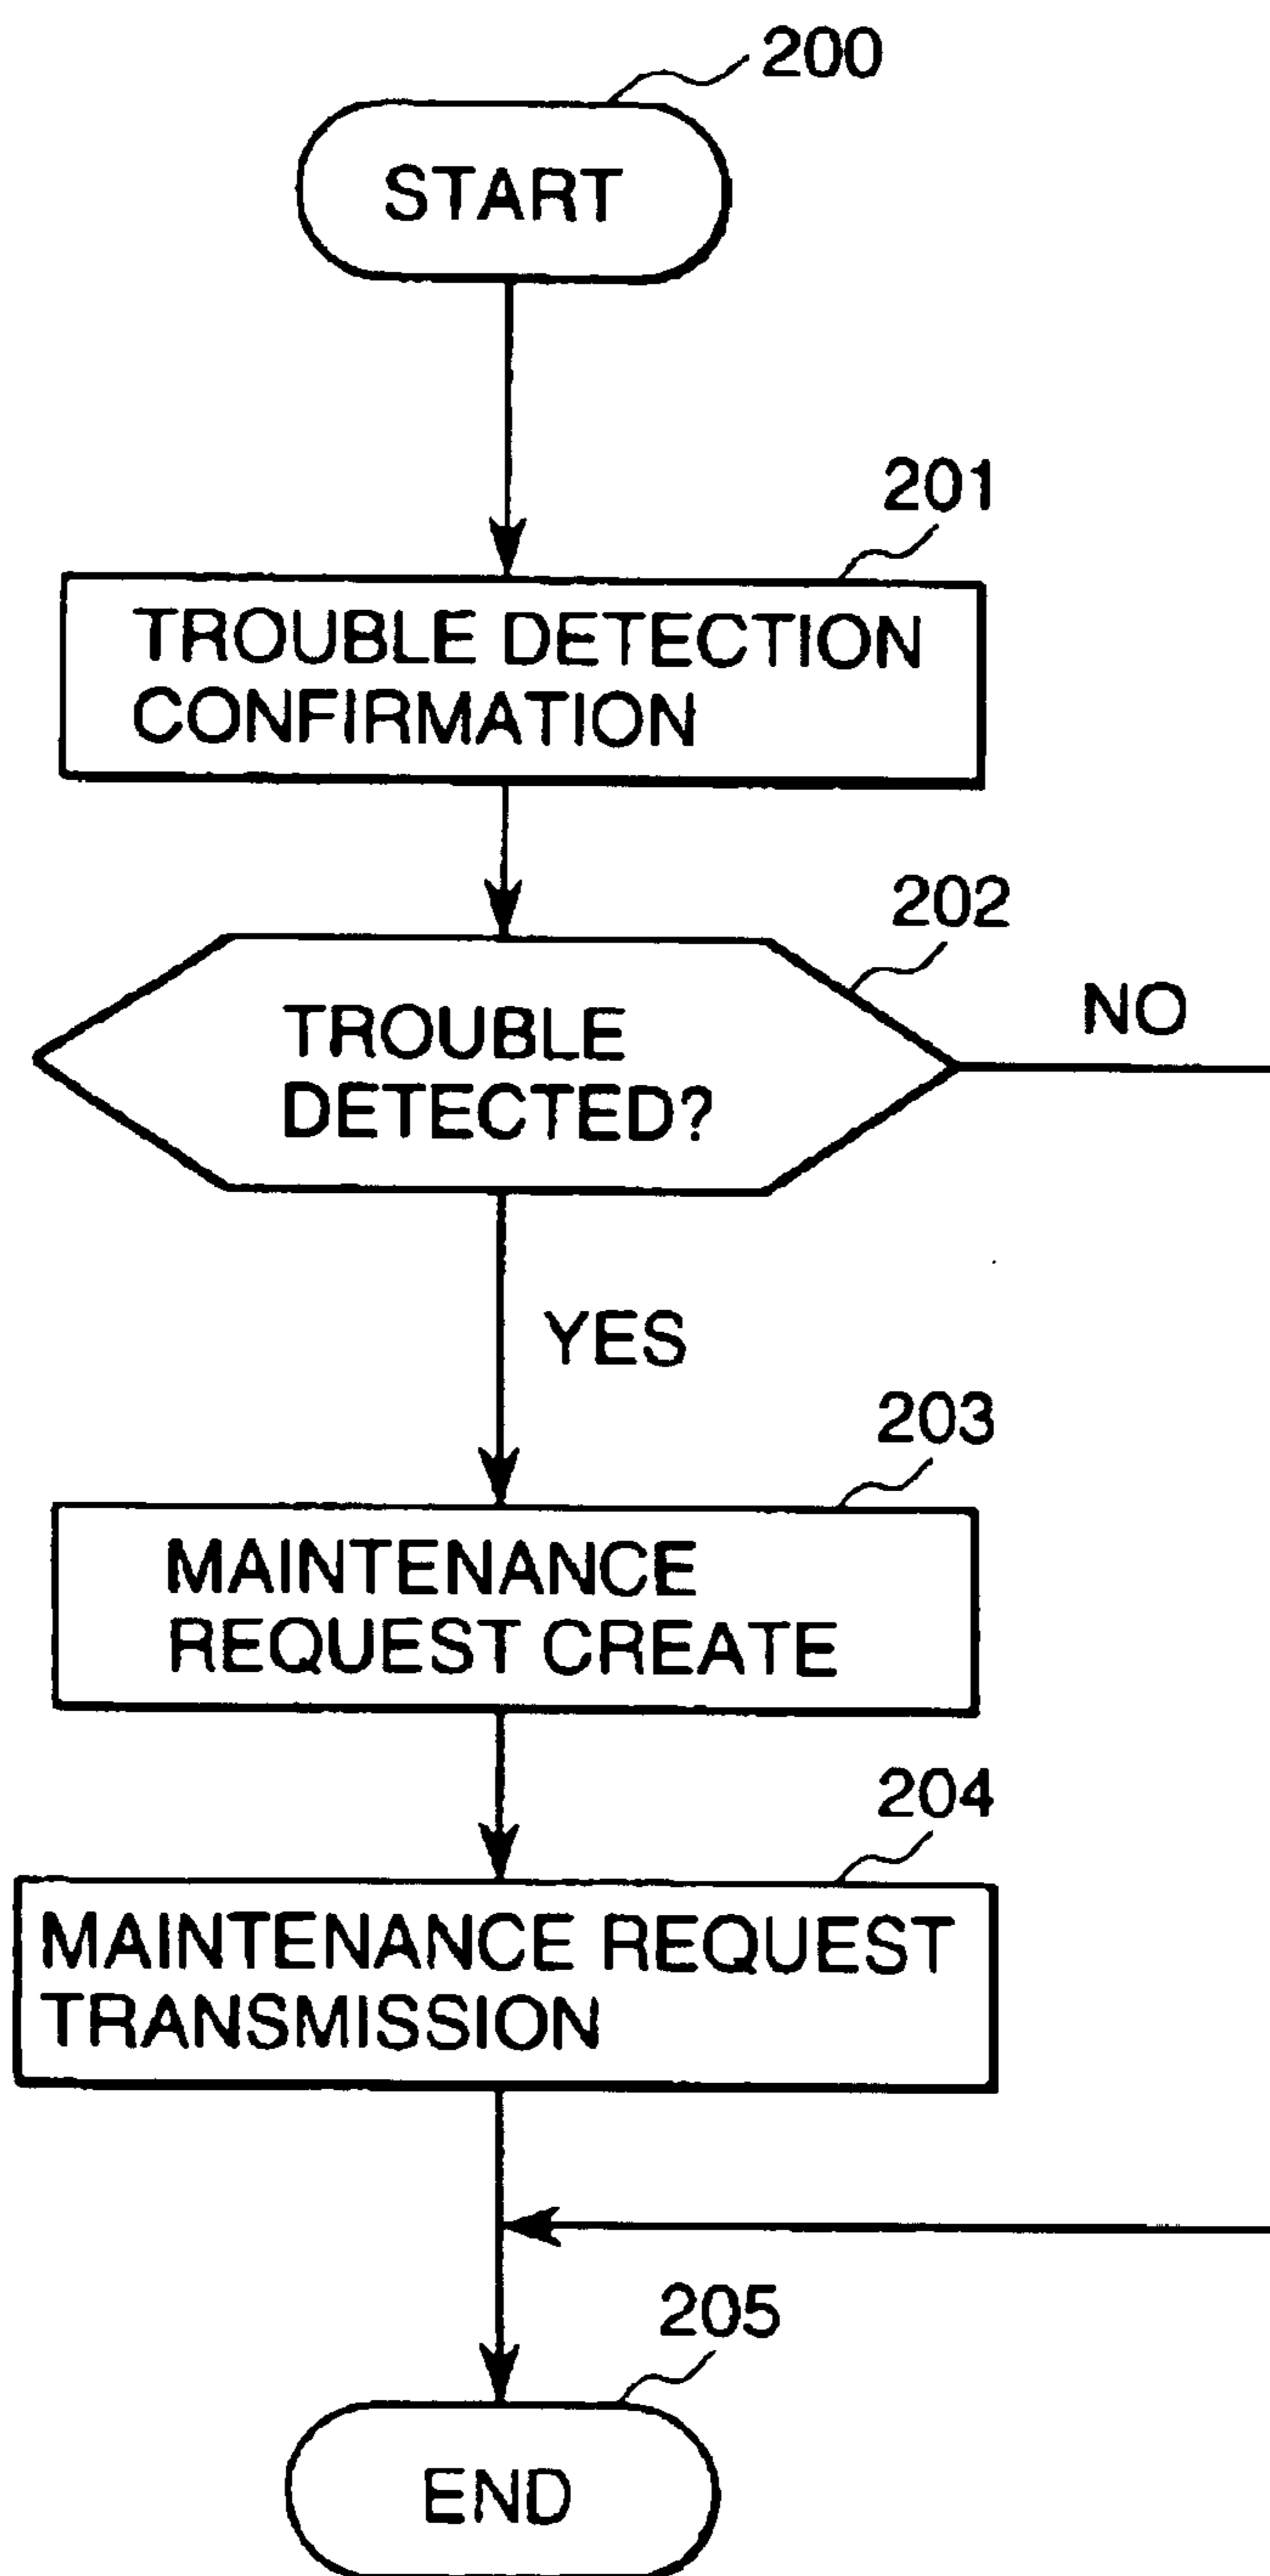 200
START
201
TROUBLE DETECTION
CONFIRMATION
202
NO
TROUBLE
DETECTED?
YES
203
MAINTENANCE
REQUEST CREATE
204
MAINTENANCE REQUEST
TRANSMISSION
205
END